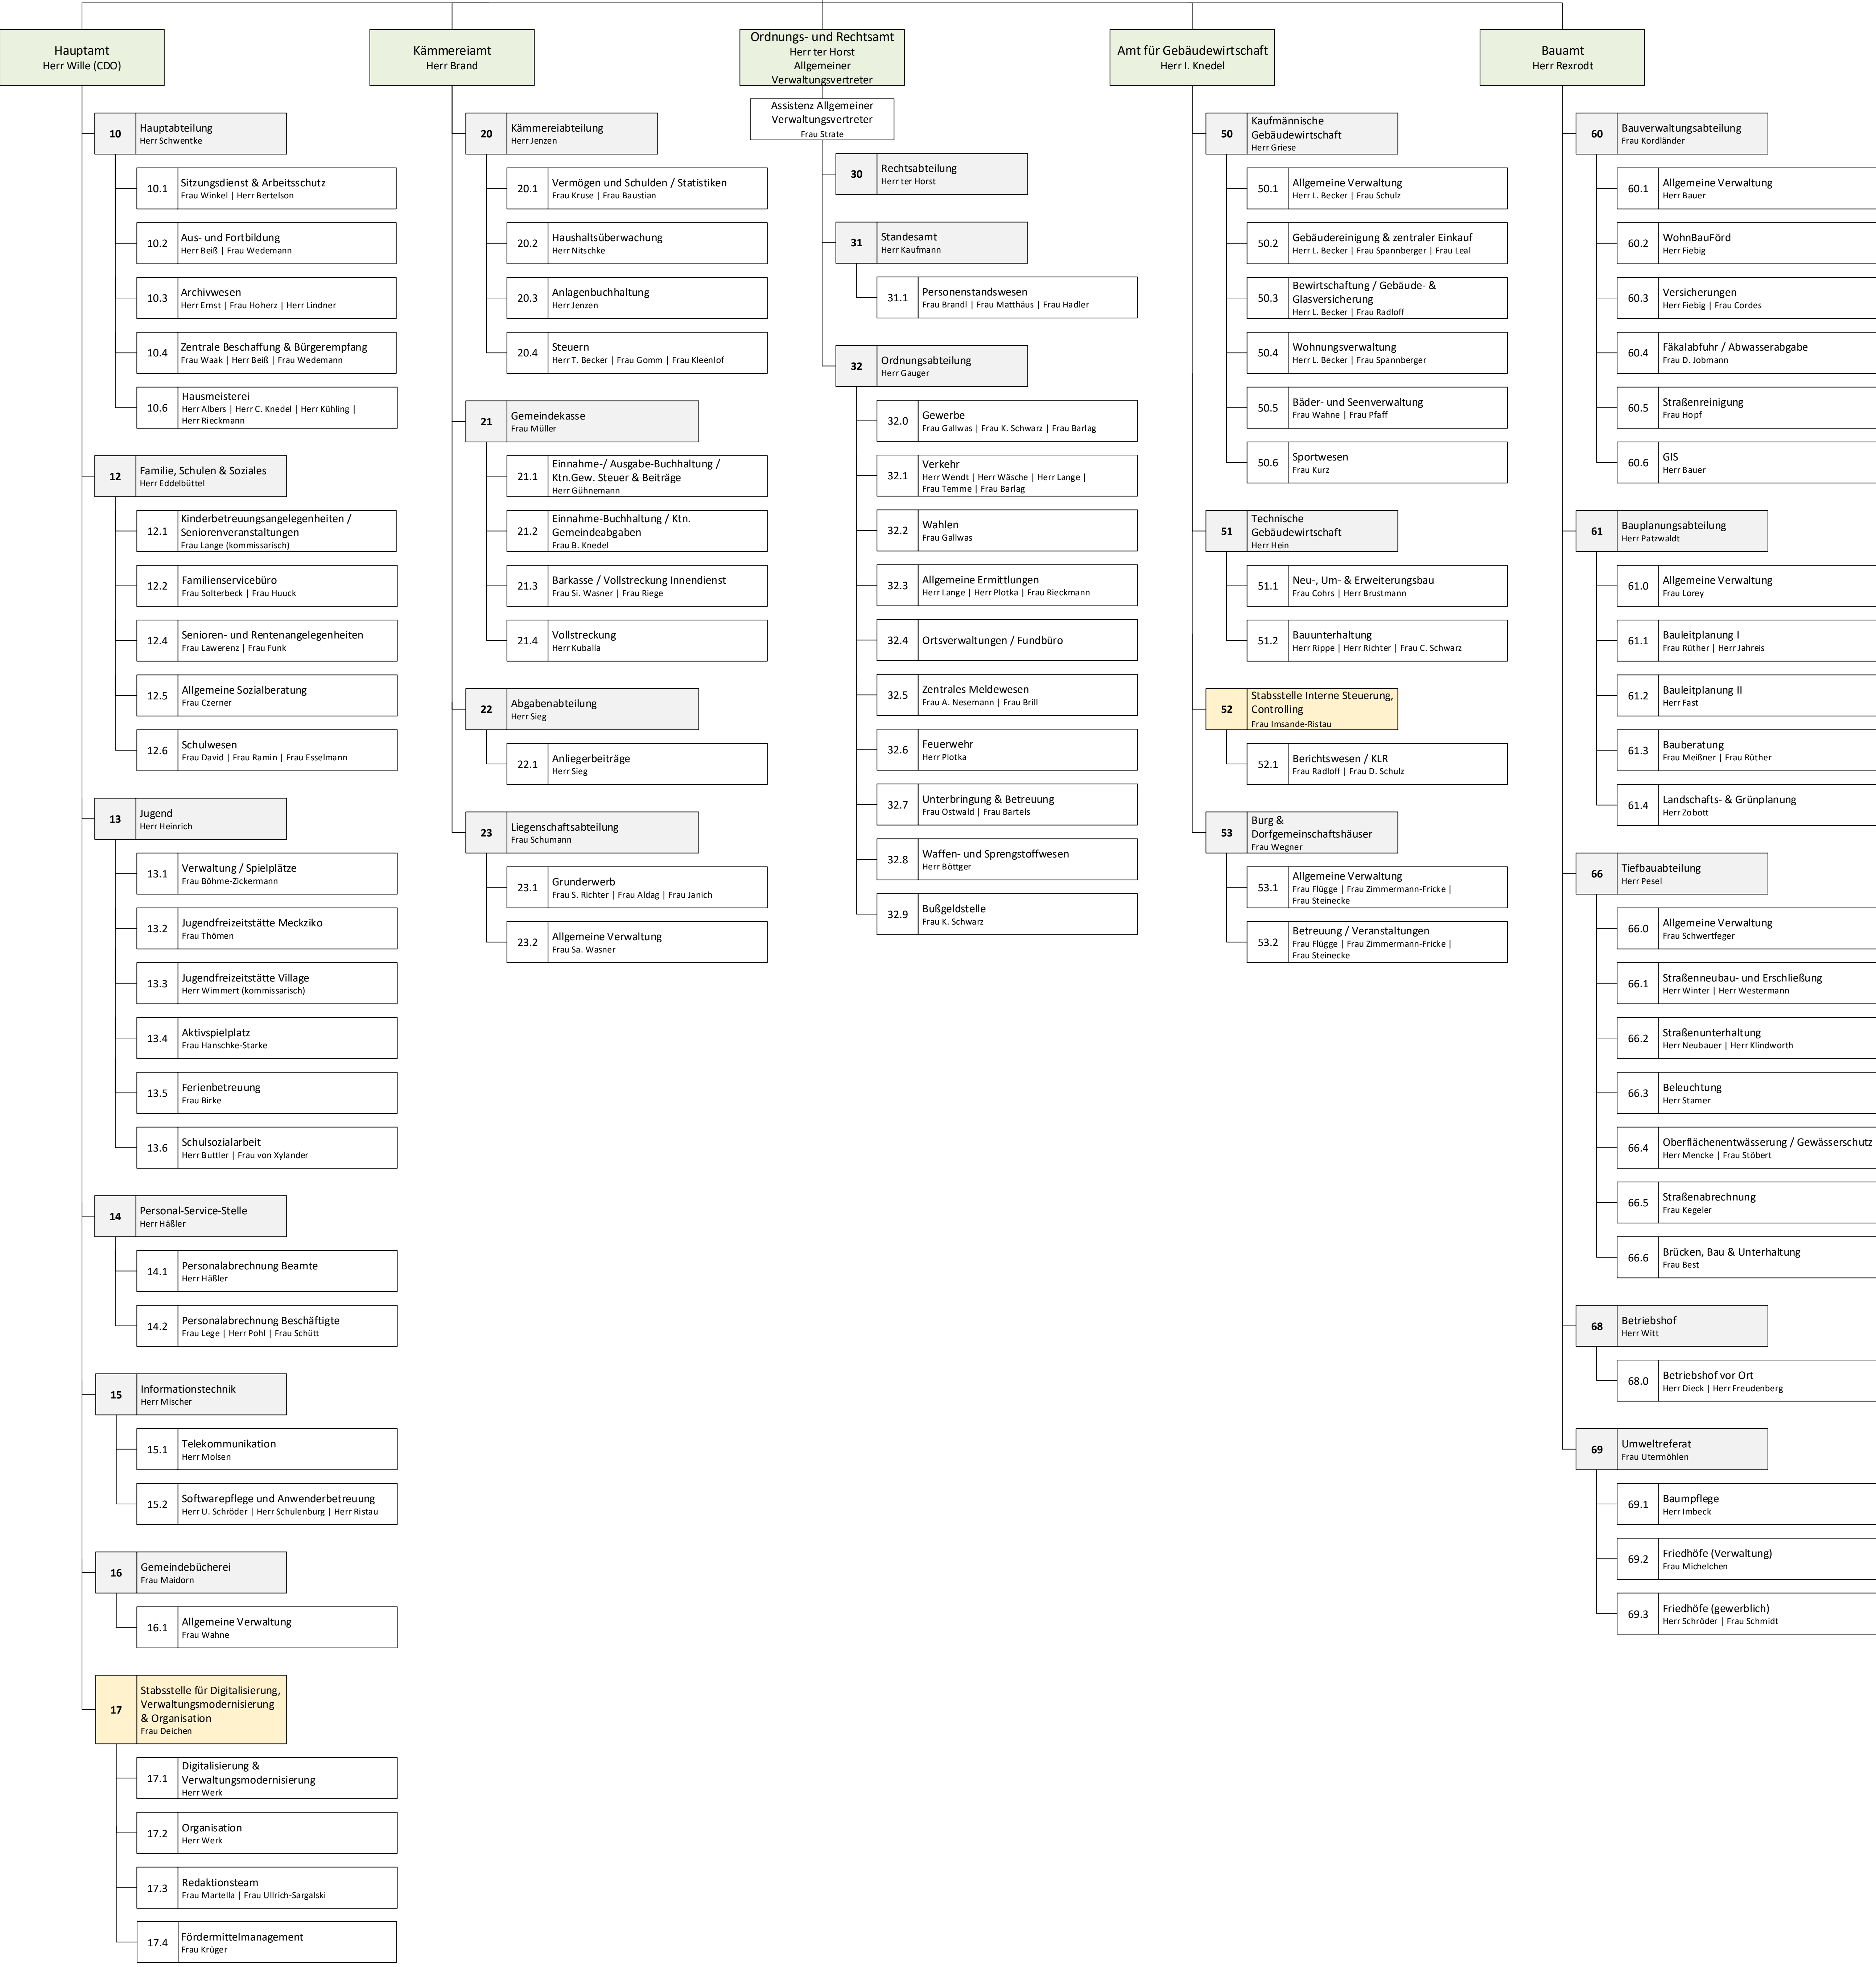 Hauptamt
Herr Wille (CDO)
10
Hauptabteilung
Herr Schwentke
10.1
Sitzungsdienst & Arbeitsschutz
Frau Winkel | Herr Bertelson
10.2
Aus- und Fortbildung
Herr Beiß | Frau Wedemann
10.3
Archivwesen
Herr Ernst | Frau Hoherz | Herr Lindner
10.4
Zentrale Beschaffung & Bürgerempfang
Frau Waak | Herr Beiß | Frau Wedemann
10.6
Hausmeisterei
Herr Albers | Herr C. Knedel | Herr Kühling |
Herr Rieckmann
12
Familie, Schulen & Soziales
Herr Eddelbüttel
12.1
Kinderbetreuungsangelegenheiten /
Seniorenveranstaltungen
Frau Lange (kommissarisch)
12.2
Familienservicebüro
Frau Solterbeck | Frau Huuck
12.4
Senioren- und Rentenangelegenheiten
Frau Lawerenz | Frau Funk
12.5
Allgemeine Sozialberatung
Frau Czerner
12.6
Schulwesen
Frau David | Frau Ramin | Frau Esselmann
13
Jugend
Herr Heinrich
13.1
Verwaltung / Spielplätze
Frau Böhme-Zickermann
13.2
Jugendfreizeitstätte Meckziko
Frau Thömen
13.3
Jugendfreizeitstätte Village
Herr Wimmert (kommissarisch)
13.4
Aktivspielplatz
Frau Hanschke-Starke
13.5
Ferienbetreuung
Frau Birke
13.6
Schulsozialarbeit
Herr Buttler | Frau von Xylander
14
Personal-Service-Stelle
Herr Häßler
14.1
Personalabrechnung Beamte
Herr Häßler
14.2
Personalabrechnung Beschäftigte
Frau Lege | Herr Pohl | Frau Schütt
15
Informationstechnik
Herr Mischer
15.1
Telekommunikation
Herr Molsen
15.2
Softwarepflege und Anwenderbetreuung
Herr U. Schröder | Herr Schulenburg | Herr Ristau
16
Gemeindebücherei
Frau Maidorn
16.1
Allgemeine Verwaltung
Frau Wahne
17
Stabsstelle für Digitalisierung,
Verwaltungsmodernisierung
& Organisation
Frau Deichen
17.1
Digitalisierung &
Verwaltungsmodernisierung
Herr Werk
17.2
Organisation
Herr Werk
17.3
Redaktionsteam
Frau Martella | Frau Ullrich-Sargalski
17.4
Fördermittelmanagement
Frau Krüger
Kämmereiamt
Herr Brand
20
Kämmereiabteilung
Herr Jenzen
20.1
Vermögen und Schulden / Statistiken
Frau Kruse | Frau Baustian
20.2
Haushaltsüberwachung
Herr Nitschke
20.3
Anlagenbuchhaltung
Herr Jenzen
20.4
Steuern
Herr T. Becker | Frau Gomm | Frau Kleenlof
21
Gemeindekasse
Frau Müller
21.1
Einnahme-/ Ausgabe-Buchhaltung /
Ktn.Gew. Steuer & Beiträge
Herr Gühnemann
21.2
Einnahme-Buchhaltung / Ktn.
Gemeindeabgaben
Frau B. Knedel
21.3
Barkasse / Vollstreckung Innendienst
Frau Si. Wasner | Frau Riege
21.4
Vollstreckung
Herr Kuballa
22
Abgabenabteilung
Herr Sieg
22.1
Anliegerbeiträge
Herr Sieg
23
Liegenschaftsabteilung
Frau Schumann
23.1
Grunderwerb
Frau S. Richter | Frau Aldag | Frau Janich
23.2
Allgemeine Verwaltung
Frau Sa. Wasner
Ordnungs- und Rechtsamt
Herr ter Horst
Allgemeiner
Verwaltungsvertreter
Assistenz Allgemeiner
Verwaltungsvertreter
Frau Strate
30
Rechtsabteilung
Herr ter Horst
31
Standesamt
Herr Kaufmann
31.1
Personenstandswesen
Frau Brandl | Frau Matthäus | Frau Hadler
32
Ordnungsabteilung
Herr Gauger
32.0
Gewerbe
Frau Gallwas | Frau K. Schwarz | Frau Barlag
32.1
Verkehr
Herr Wendt | Herr Wäsche | Herr Lange |
Frau Temme | Frau Barlag
32.2
Wahlen
Frau Gallwas
32.3
Allgemeine Ermittlungen
Herr Lange | Herr Plotka | Frau Rieckmann
32.4
Ortsverwaltungen / Fundbüro
32.5
Zentrales Meldewesen
Frau A. Nesemann | Frau Brill
32.6
Feuerwehr
Herr Plotka
32.7
Unterbringung & Betreuung
Frau Ostwald | Frau Bartels
32.8
Waffen- und Sprengstoffwesen
Herr Böttger
32.9
Bußgeldstelle
Frau K. Schwarz
Amt für Gebäudewirtschaft
Herr I. Knedel
50
Kaufmännische
Gebäudewirtschaft
Herr Griese
50.1
Allgemeine Verwaltung
Herr L. Becker | Frau Schulz
50.2
Gebäudereinigung & zentraler Einkauf
Herr L. Becker | Frau Spannberger | Frau Leal
50.3
Bewirtschaftung / Gebäude- &
Glasversicherung
Herr L. Becker | Frau Radloff
50.4
Wohnungsverwaltung
Herr L. Becker | Frau Spannberger
50.5
Bäder- und Seenverwaltung
Frau Wahne | Frau Pfaff
50.6
Sportwesen
Frau Kurz
51
Technische
Gebäudewirtschaft
Herr Hein
51.1
Neu-, Um- & Erweiterungsbau
Frau Cohrs | Herr Brustmann
51.2
Bauunterhaltung
Herr Rippe | Herr Richter | Frau C. Schwarz
52
Stabsstelle Interne Steuerung,
Controlling
Frau Imsande-Ristau
52.1
Berichtswesen / KLR
Frau Radloff | Frau D. Schulz
53
Burg &
Dorfgemeinschaftshäuser
Frau Wegner
53.1
Allgemeine Verwaltung
Frau Flügge | Frau Zimmermann-Fricke |
Frau Steinecke
53.2
Betreuung / Veranstaltungen
Frau Flügge | Frau Zimmermann-Fricke |
Frau Steinecke
Bauamt
Herr Rexrodt
60
Bauverwaltungsabteilung
Frau Kordländer
60.1
Allgemeine Verwaltung
Herr Bauer
60.2
WohnBauFörd
Herr Fiebig
60.3
Versicherungen
Herr Fiebig | Frau Cordes
60.4
Fäkalabfuhr / Abwasserabgabe
Frau D. Jobmann
60.5
Straßenreinigung
Frau Hopf
60.6
GIS
Herr Bauer
61
Bauplanungsabteilung
Herr Patzwaldt
61.0
Allgemeine Verwaltung
Frau Lorey
61.1
Bauleitplanung I
Frau Rüther | Herr Jahreis
61.2
Bauleitplanung II
Herr Fast
61.3
Bauberatung
Frau Meißner | Frau Rüther
61.4
Landschafts- & Grünplanung
Herr Zobott
66
Tiefbauabteilung
Herr Pesel
66.0
Allgemeine Verwaltung
Frau Schwertfeger
66.1
Straßenneubau- und Erschließung
Herr Winter | Herr Westermann
66.2
Straßenunterhaltung
Herr Neubauer | Herr Klindworth
66.3
Beleuchtung
Herr Stamer
66.4
Oberflächenentwässerung / Gewässerschutz
Herr Mencke | Frau Stöbert
66.5
Straßenabrechnung
Frau Kegeler
66.6
Brücken, Bau & Unterhaltung
Frau Best
68
Betriebshof
Herr Witt
68.0
Betriebshof vor Ort
Herr Dieck | Herr Freudenberg
69
Umweltreferat
Frau Utermöhlen
69.1
Baumpflege
Herr Imbeck
69.2
Friedhöfe (Verwaltung)
Frau Michelchen
69.3
Friedhöfe (gewerblich)
Herr Schröder | Frau Schmidt